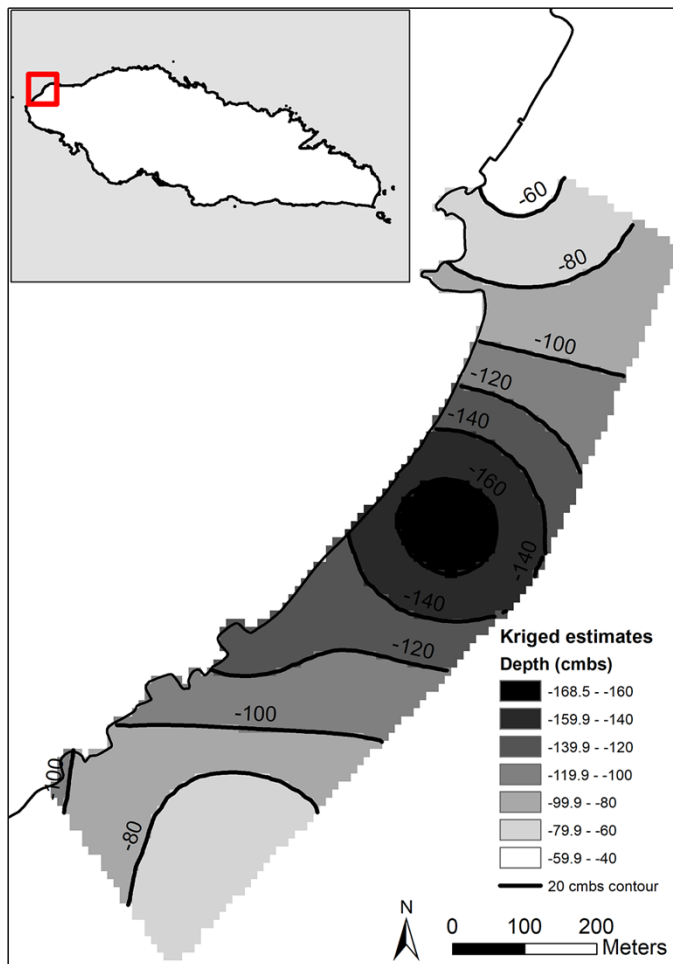 -60
-80
-100
-120
-140
-160
-140
-140
-120
-100
-100
-80
Kriged estimates
Depth (cmbs)
-168.5 - -160
-159.9 - -140
-139.9 - -120
-119.9 - -100
-99.9 - -80
-79.9 - -60
-59.9 - -40
20 cmbs contour
N
0 100 200
Meters